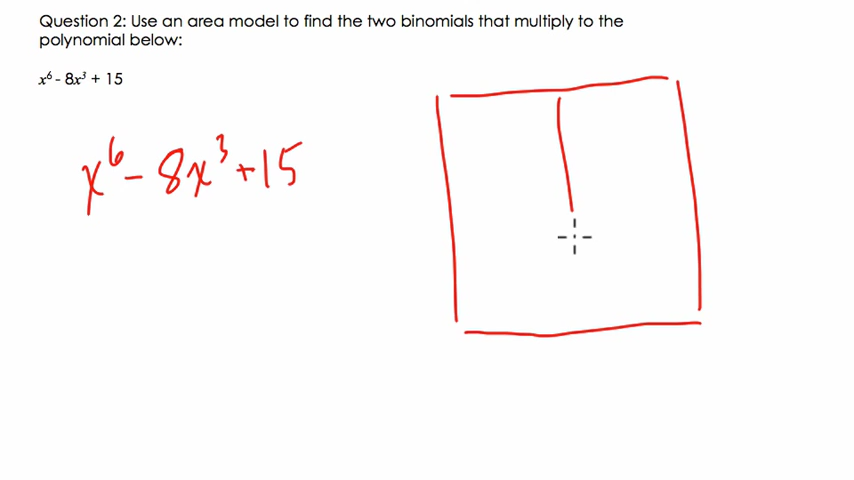 Question 2: Use an area model to find the two binomials that multiply to the
polynomial below:
x⁶ - 8x³ + 15
x⁶ - 8x³ + 15